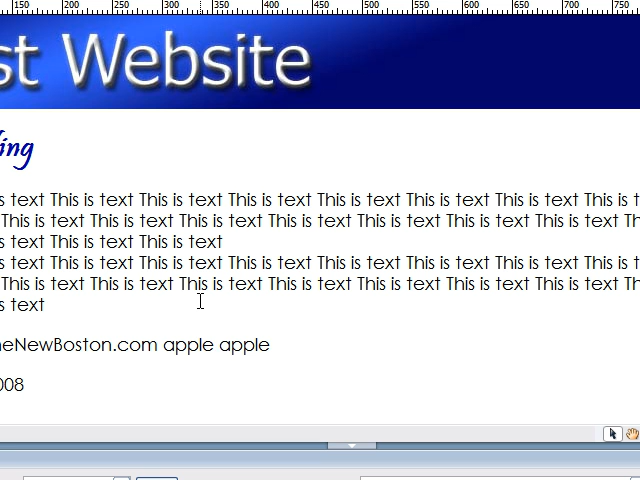 150 200 250 300 350 400 450 500 550 600 650 700 750
st Website
ing
s text This is text This is text This is text This is text This is text This is text This is t
This is text This is text This is text This is text This is text This is text This is text Th
s text This is text This is text
s text This is text This is text This is text This is text This is text This is text This is t
This is text This is text This is text This is text This is text This is text This is text Th
s text
eNewBoston.com apple apple
008